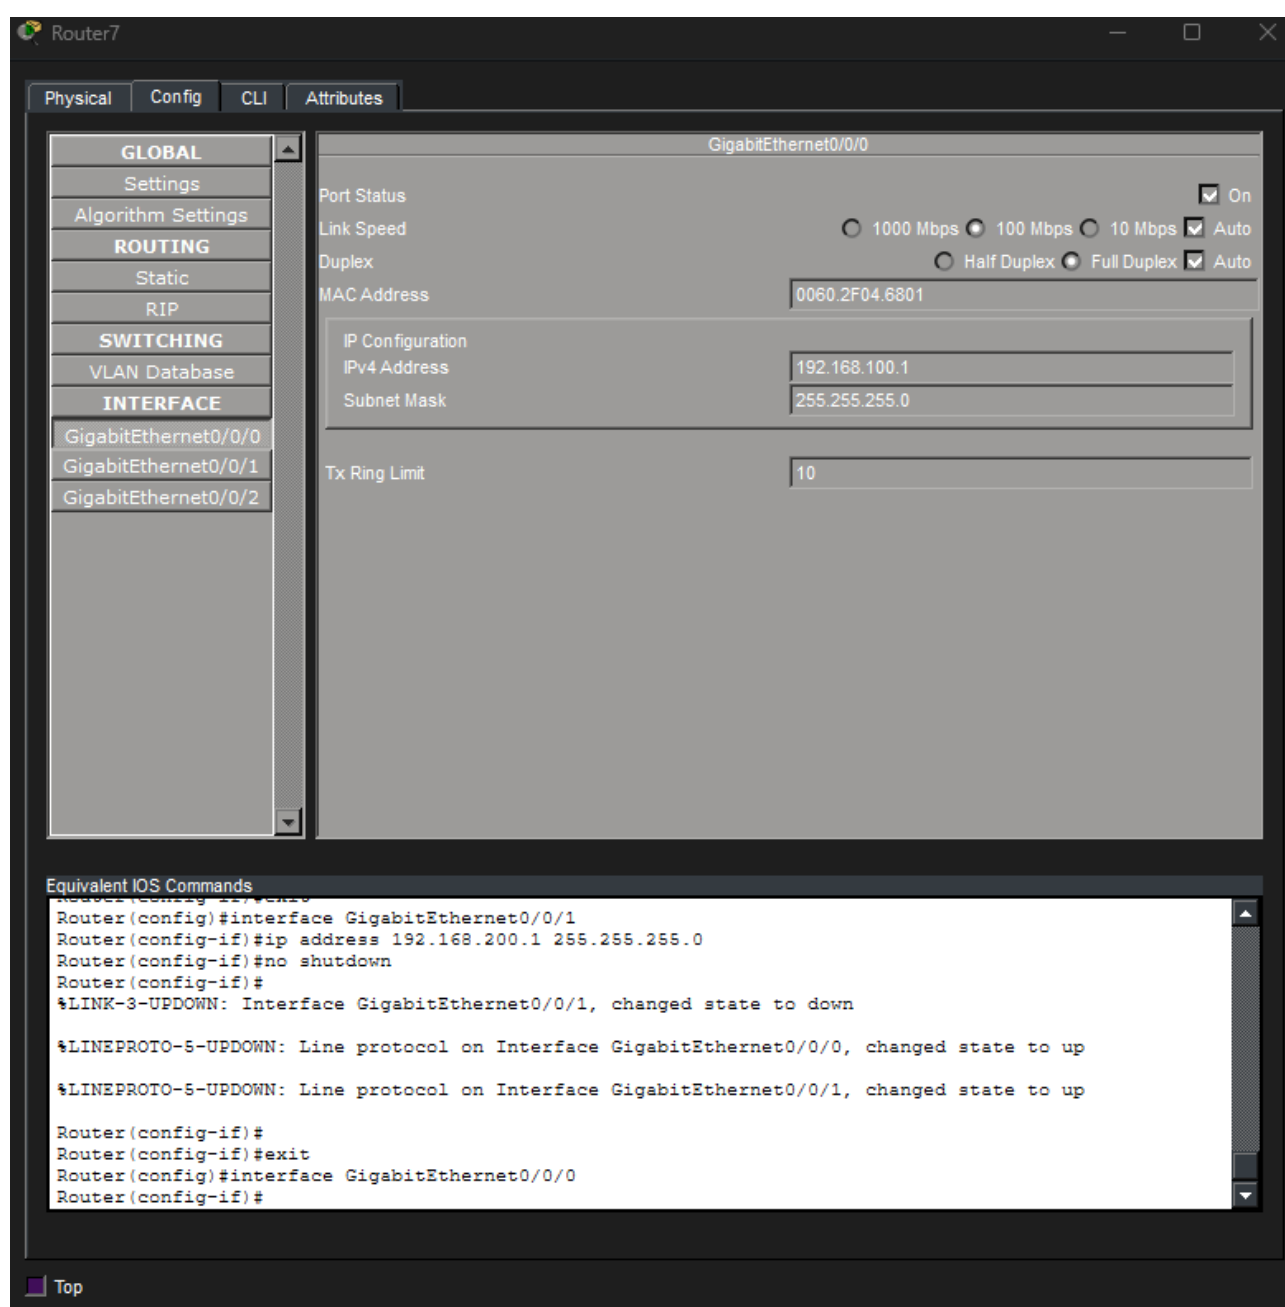 Router7
Physical Config CLI Attributes
GLOBAL
Settings
Algorithm Settings
ROUTING
Static
RIP
SWITCHING
VLAN Database
INTERFACE
GigabitEthernet0/0/0
GigabitEthernet0/0/1
GigabitEthernet0/0/2
GigabitEthernet0/0/0
Port Status On
Link Speed 1000 Mbps 100 Mbps 10 Mbps Auto
Duplex Half Duplex Full Duplex Auto
MAC Address 0060.2F04.6801
IP Configuration
IPv4 Address 192.168.100.1
Subnet Mask 255.255.255.0
Tx Ring Limit 10
Equivalent IOS Commands
Router(config-if)#exit
Router(config)#interface GigabitEthernet0/0/1
Router(config-if)#ip address 192.168.200.1 255.255.255.0
Router(config-if)#no shutdown
Router(config-if)#
%LINK-3-UPDOWN: Interface GigabitEthernet0/0/1, changed state to down
%LINEPROTO-5-UPDOWN: Line protocol on Interface GigabitEthernet0/0/0, changed state to up
%LINEPROTO-5-UPDOWN: Line protocol on Interface GigabitEthernet0/0/1, changed state to up
Router(config-if)#
Router(config-if)#exit
Router(config)#interface GigabitEthernet0/0/0
Router(config-if)#
Top